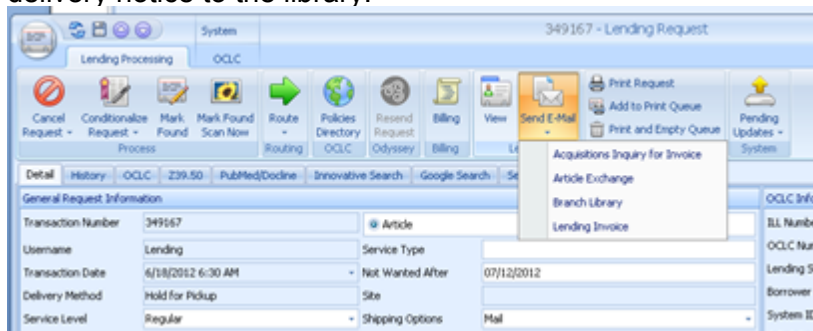 delivery notice to the library.
System
349167 - Lending Request
Lending Processing OCLC
Cancel Request Conditionalize Request Mark Found Mark Found Scan Now Route Policies Directory Resend Request Billing View Send E-Mail Print Request Add to Print Queue Print and Empty Queue Pending Updates
Process Routing OCLC Odyssey Billing System
Acquisitions Inquiry for Invoice
Article Exchange
Branch Library
Lending Invoice
Detail History OCLC Z39.50 PubMed/Docline Innovative Search Google Sear
General Request Information OCLC Info
Transaction Number 349167 Article ILL Numbe
Username Lending Service Type OCLC Nu
Transaction Date 6/18/2012 6:30 AM Not Wanted After 07/12/2012 Lending S
Delivery Method Hold for Pickup Site Borrower
Service Level Regular Shipping Options Mail System I